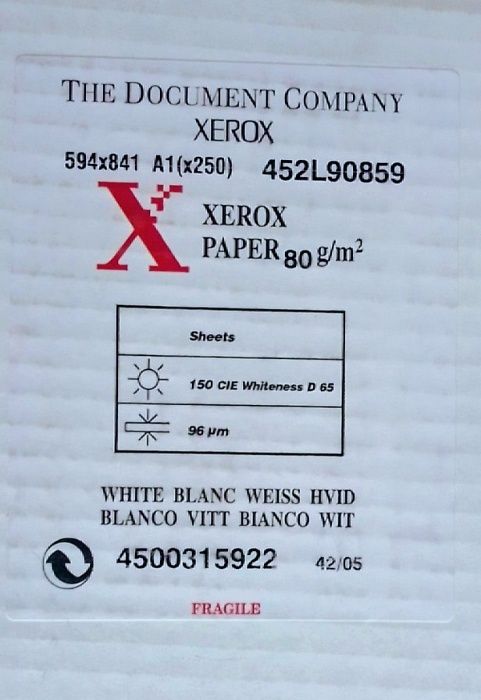 THE DOCUMENT COMPANY
XEROX
594x841 A1(x250) 452L90859
X
XEROX
PAPER 80 g/m²
Sheets
150 CIE Whiteness D 65
96 µm
WHITE BLANC WEISS HVID
BLANCO VITT BIANCO WIT
4500315922 42/05
FRAGILE